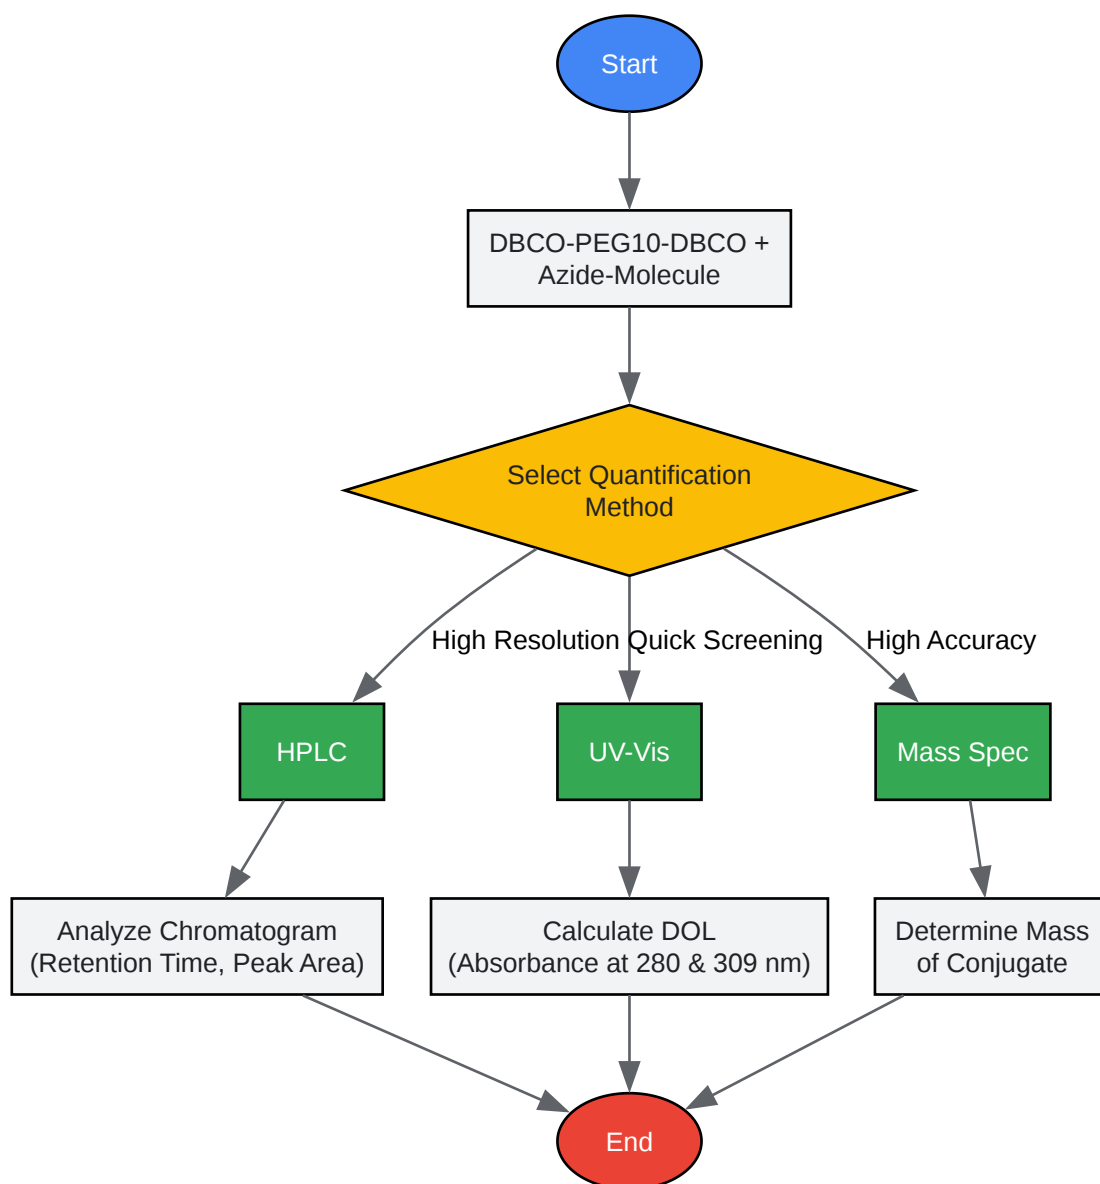 Start
DBCO-PEG10-DBCO +
Azide-Molecule
Select Quantification
Method
High Resolution
Quick Screening
High Accuracy
HPLC
UV-Vis
Mass Spec
Analyze Chromatogram
(Retention Time, Peak Area)
Calculate DOL
(Absorbance at 280 & 309 nm)
Determine Mass
of Conjugate
End